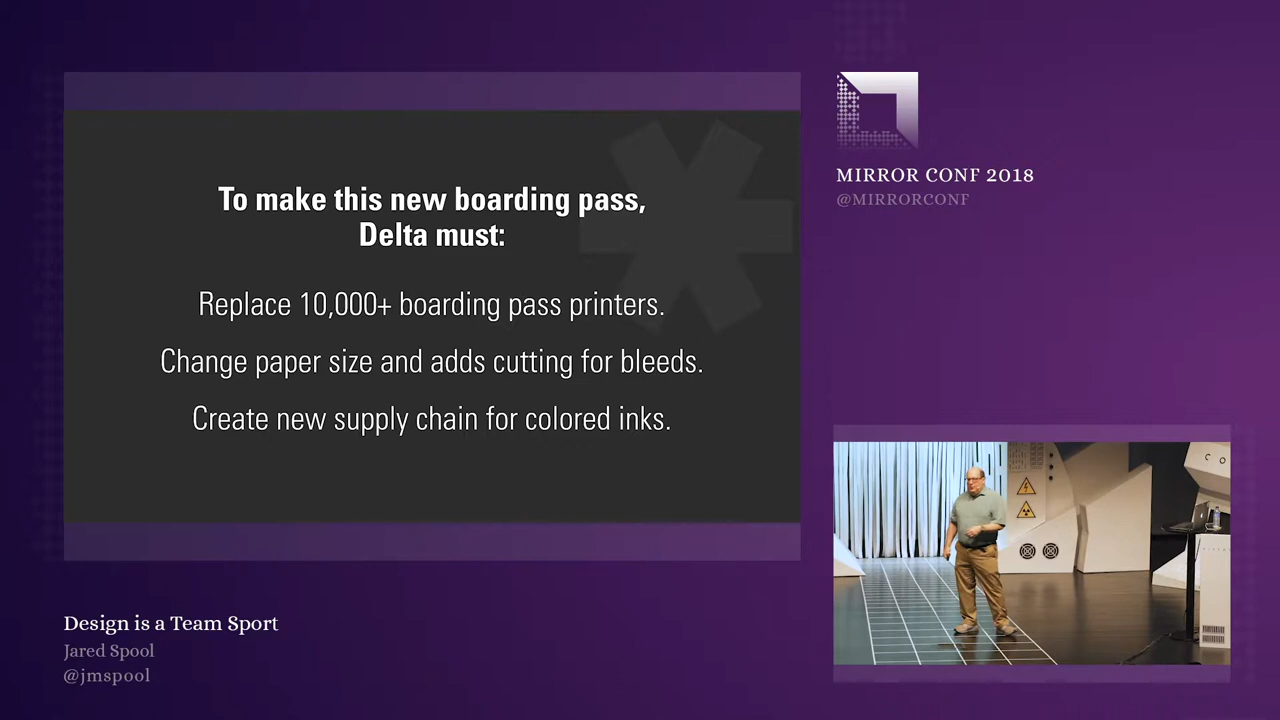 To make this new boarding pass,
Delta must:
Replace 10,000+ boarding pass printers.
Change paper size and adds cutting for bleeds.
Create new supply chain for colored inks.
MIRROR CONF 2018
@MIRRORCONF
Design is a Team Sport
Jared Spool
@jmspool